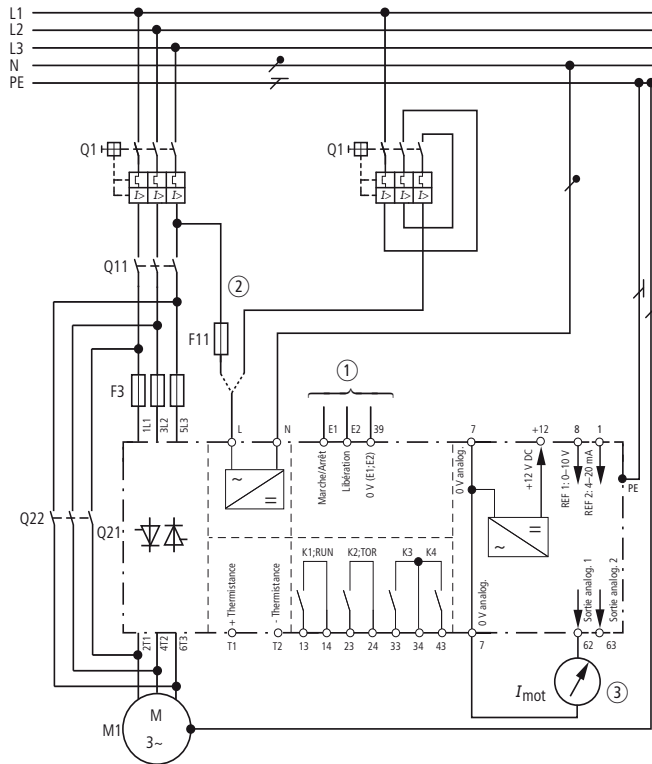 L1
L2
L3
N
PE
Q1
I> I> I>
Q1
I> I> I>
Q11
②
F11
F3
①
1L1
3L2
5L3
L
N
E1
E2
39
7
+12
8
1
Marche/Arrêt
Libération
0 V (E1;E2)
0 V analog.
+12 V DC
REF 1: 0–10 V
REF 2: 4–20 mA
PE
~
=
~
=
Q22
Q21
K1;RUN
K2;TOR
K3
K4
+ Thermistance
- Thermistance
0 V analog.
Sortie analog. 1
Sortie analog. 2
2T1
4T2
6T3
T1
T2
13
14
23
24
33
34
43
7
62
63
Imot
③
M1
M
3~